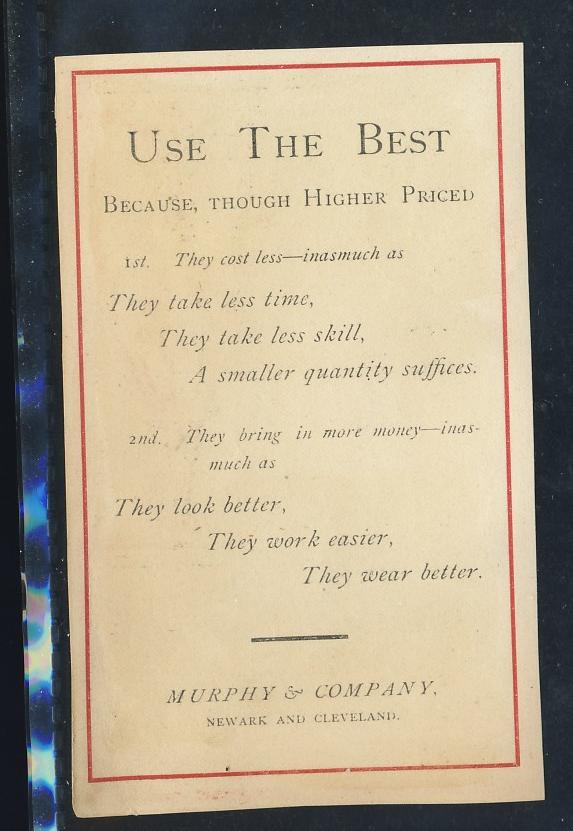 USE THE BEST
BECAUSE, THOUGH HIGHER PRICED
1st. They cost less—inasmuch as
They take less time,
They take less skill,
A smaller quantity suffices.
2nd. They bring in more money—inas-
much as
They look better,
They work easier,
They wear better.
MURPHY & COMPANY,
NEWARK AND CLEVELAND.